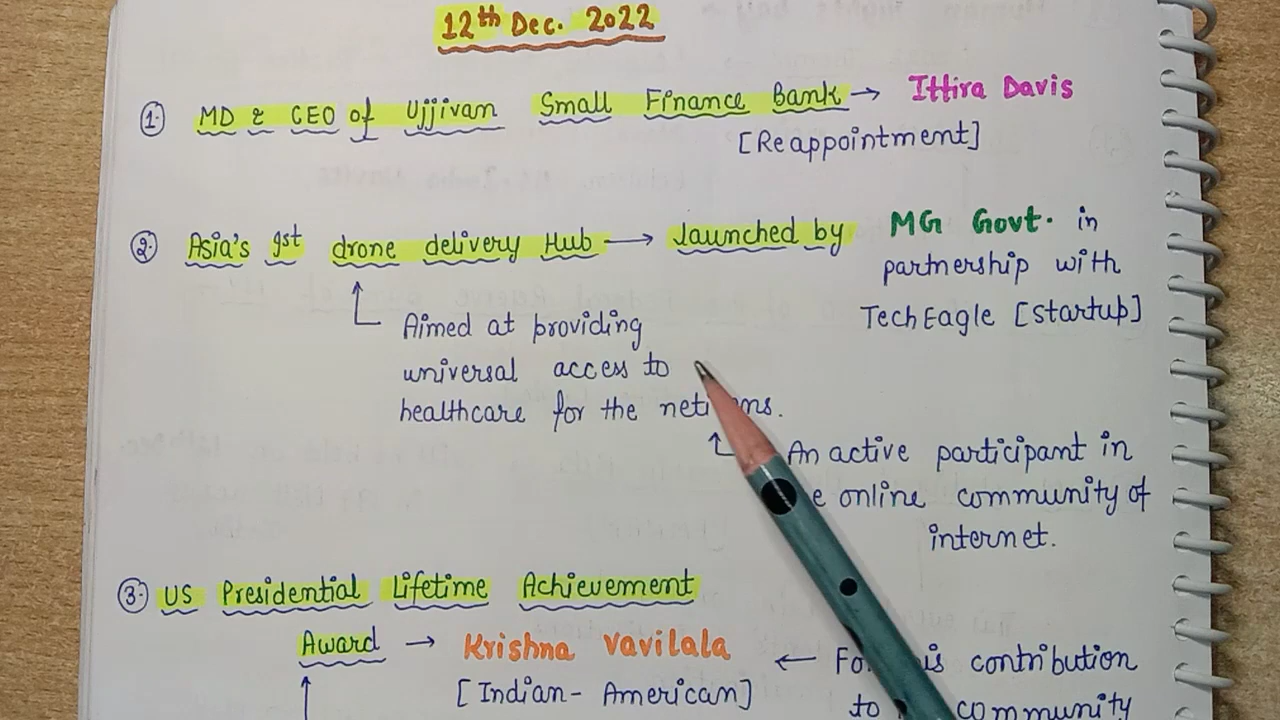 12th Dec. 2022
1. MD & CEO of Ujjivan Small Finance Bank → Ittira Davis
[Reappointment]
2. Asia's 1st drone delivery Hub → launched by MG Govt. in
partnership with
TechEagle [startup]
Aimed at providing
universal access to
healthcare for the
An active participant in
online community of
internet.
3. US Presidential Lifetime Achievement
Award → Krishna Vavilala ← contribution
[Indian-American] to community